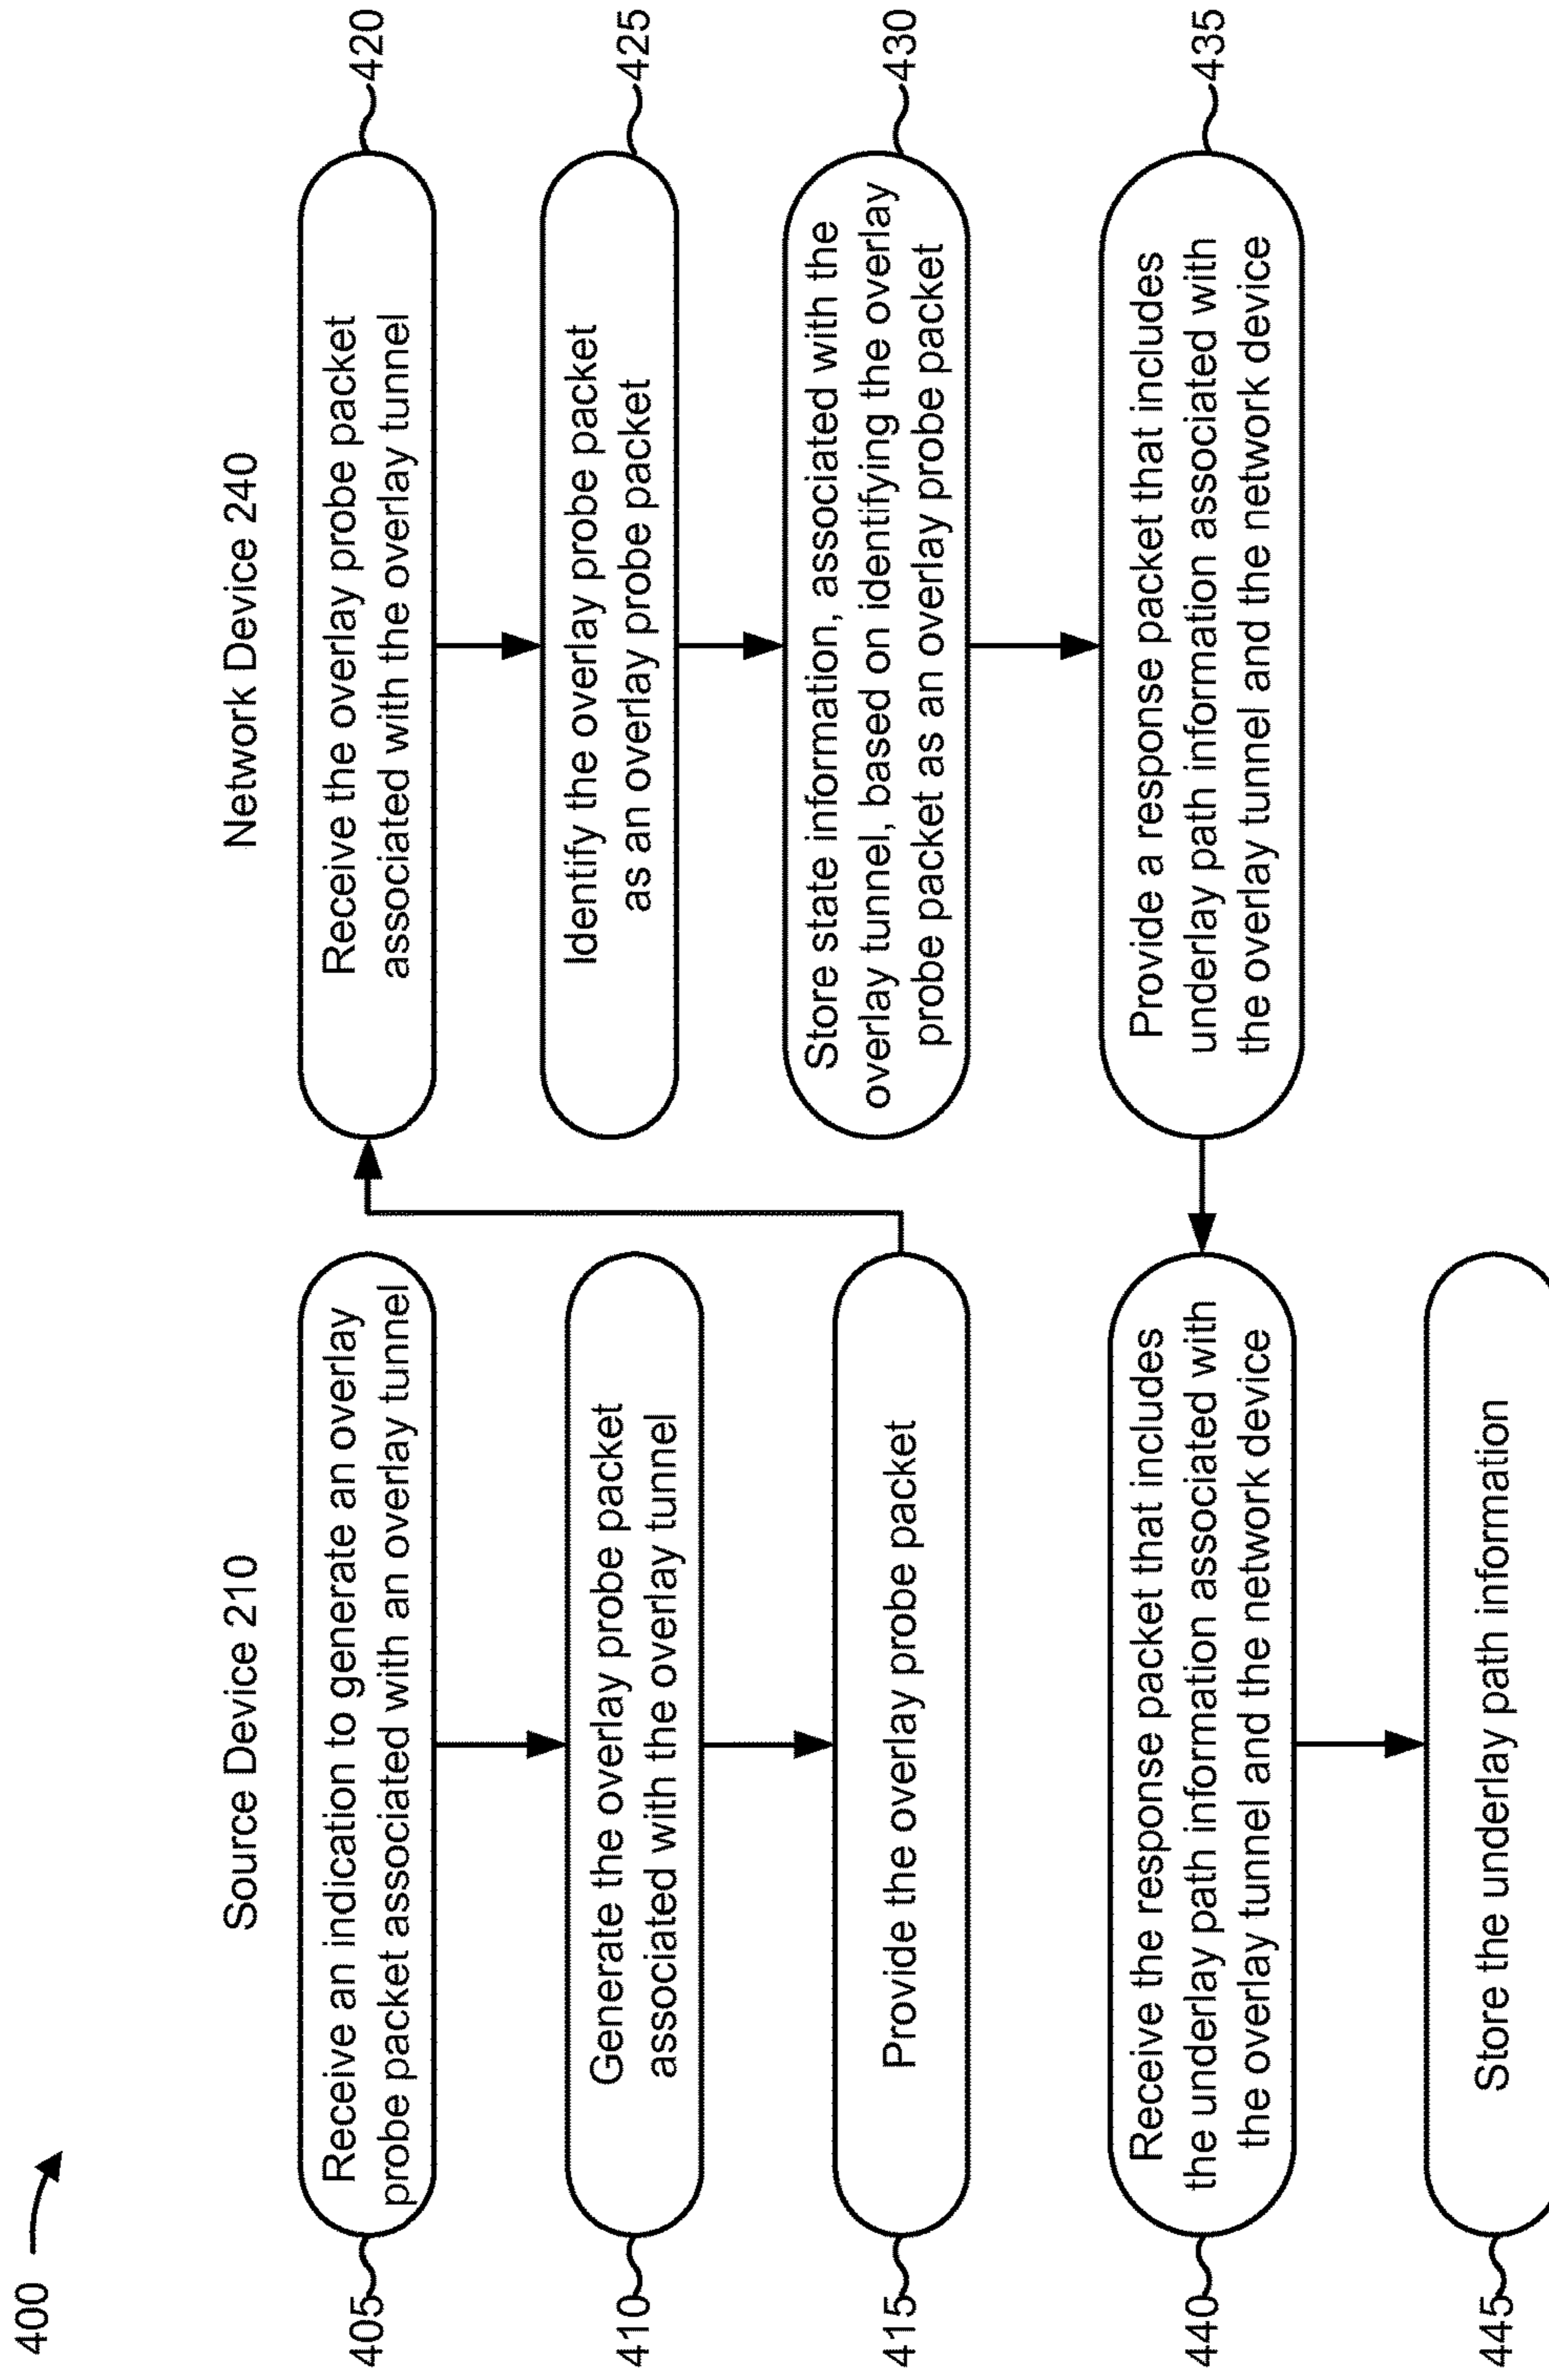 400
Source Device 210
Network Device 240
405
Receive an indication to generate an overlay
probe packet associated with an overlay tunnel
410
Generate the overlay probe packet
associated with the overlay tunnel
415
Provide the overlay probe packet
420
Receive the overlay probe packet
associated with the overlay tunnel
425
Identify the overlay probe packet
as an overlay probe packet
430
Store state information, associated with the
overlay tunnel, based on identifying the overlay
probe packet as an overlay probe packet
435
Provide a response packet that includes
underlay path information associated with
the overlay tunnel and the network device
440
Receive the response packet that includes
the underlay path information associated with
the overlay tunnel and the network device
445
Store the underlay path information